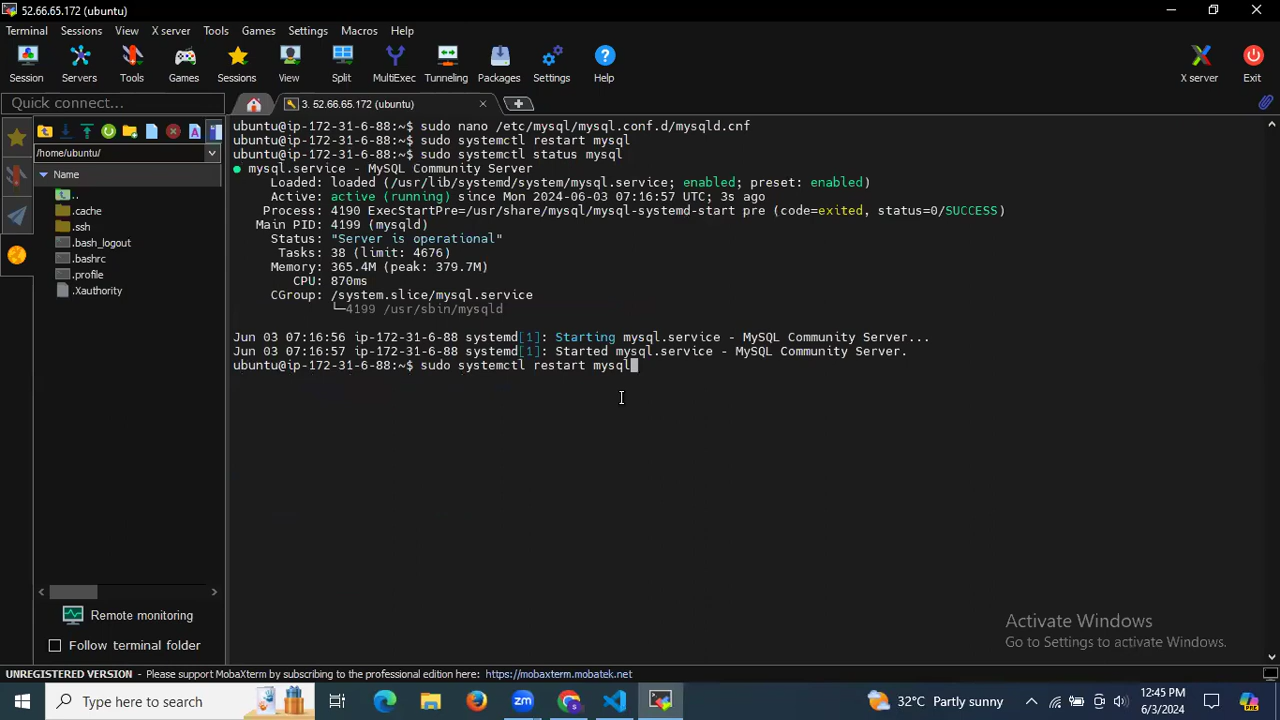 52.66.65.172 (ubuntu)
Terminal Sessions View X server Tools Games Settings Macros Help
Session Servers Tools Games Sessions View Split MultiExec Tunneling Packages Settings Help X server Exit
Quick connect...
3. 52.66.65.172 (ubuntu)
/home/ubuntu/
Name
..
.cache
.ssh
.bash_logout
.bashrc
.profile
.Xauthority
Remote monitoring
Follow terminal folder
ubuntu@ip-172-31-6-88:~$ sudo nano /etc/mysql/mysql.conf.d/mysqld.cnf
ubuntu@ip-172-31-6-88:~$ sudo systemctl restart mysql
ubuntu@ip-172-31-6-88:~$ sudo systemctl status mysql
● mysql.service - MySQL Community Server
Loaded: loaded (/usr/lib/systemd/system/mysql.service; enabled; preset: enabled)
Active: active (running) since Mon 2024-06-03 07:16:57 UTC; 3s ago
Process: 4190 ExecStartPre=/usr/share/mysql/mysql-systemd-start pre (code=exited, status=0/SUCCESS)
Main PID: 4199 (mysqld)
Status: "Server is operational"
Tasks: 38 (limit: 4676)
Memory: 365.4M (peak: 379.7M)
CPU: 870ms
CGroup: /system.slice/mysql.service
└─4199 /usr/sbin/mysqld
Jun 03 07:16:56 ip-172-31-6-88 systemd[1]: Starting mysql.service - MySQL Community Server...
Jun 03 07:16:57 ip-172-31-6-88 systemd[1]: Started mysql.service - MySQL Community Server.
ubuntu@ip-172-31-6-88:~$ sudo systemctl restart mysql
Activate Windows
Go to Settings to activate Windows.
UNREGISTERED VERSION - Please support MobaXterm by subscribing to the professional edition here: https://mobaxterm.mobatek.net
Type here to search
zm
32°C Partly sunny
12:45 PM
6/3/2024
PRE